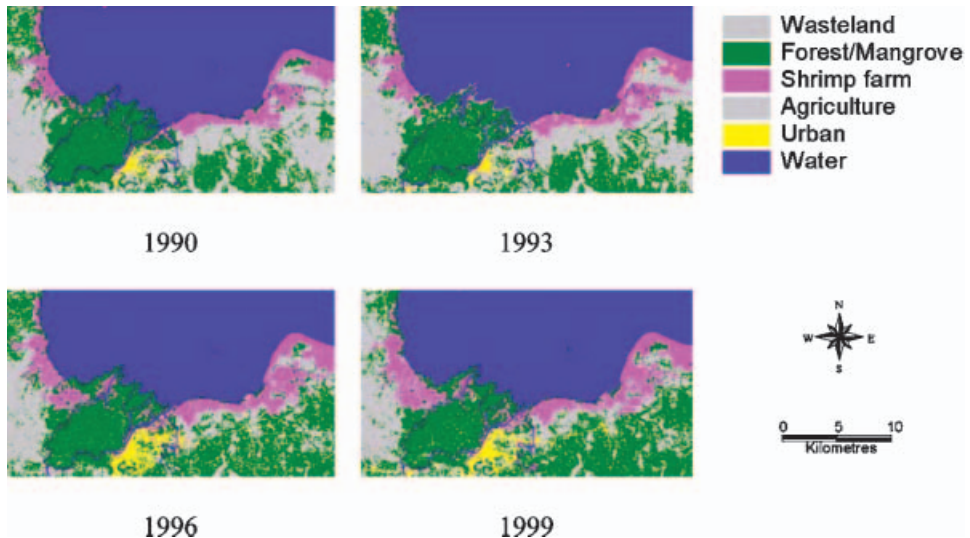 Wasteland
Forest/Mangrove
Shrimp farm
Agriculture
Urban
Water
1990
1993
N
W E
S
0 5 10
Kilometres
1996
1999